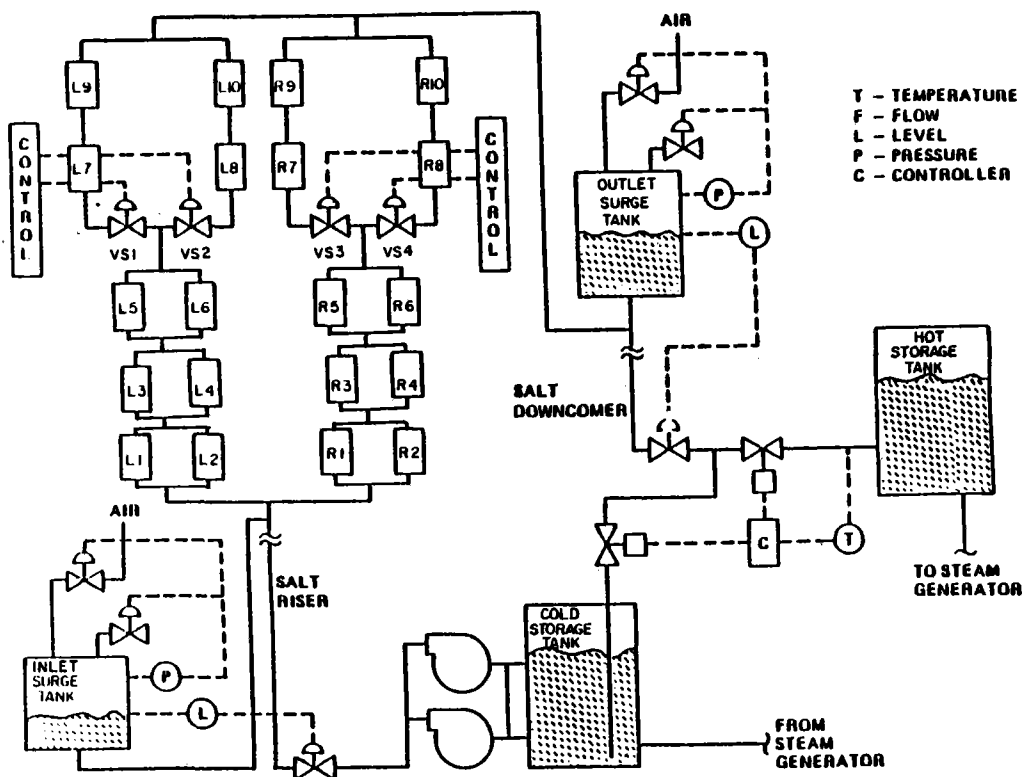 AIR
L9
L10
R9
R10
T – TEMPERATURE
F – FLOW
L – LEVEL
P – PRESSURE
C – CONTROLLER
CONTROL
L7
L8
R7
R8
CONTROL
VS1
VS2
VS3
VS4
OUTLET
SURGE
TANK
P
L
L5
L6
R5
R6
HOT
STORAGE
TANK
L3
L4
R3
R4
SALT
DOWNCOMER
L1
L2
R1
R2
AIR
C
T
SALT
RISER
TO STEAM
GENERATOR
COLD
STORAGE
TANK
INLET
SURGE
TANK
P
L
FROM
STEAM
GENERATOR